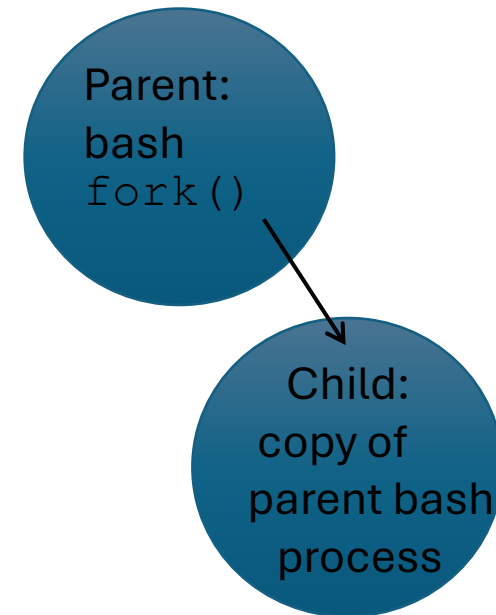 Parent:
bash
fork()
Child:
copy of
parent bash
process